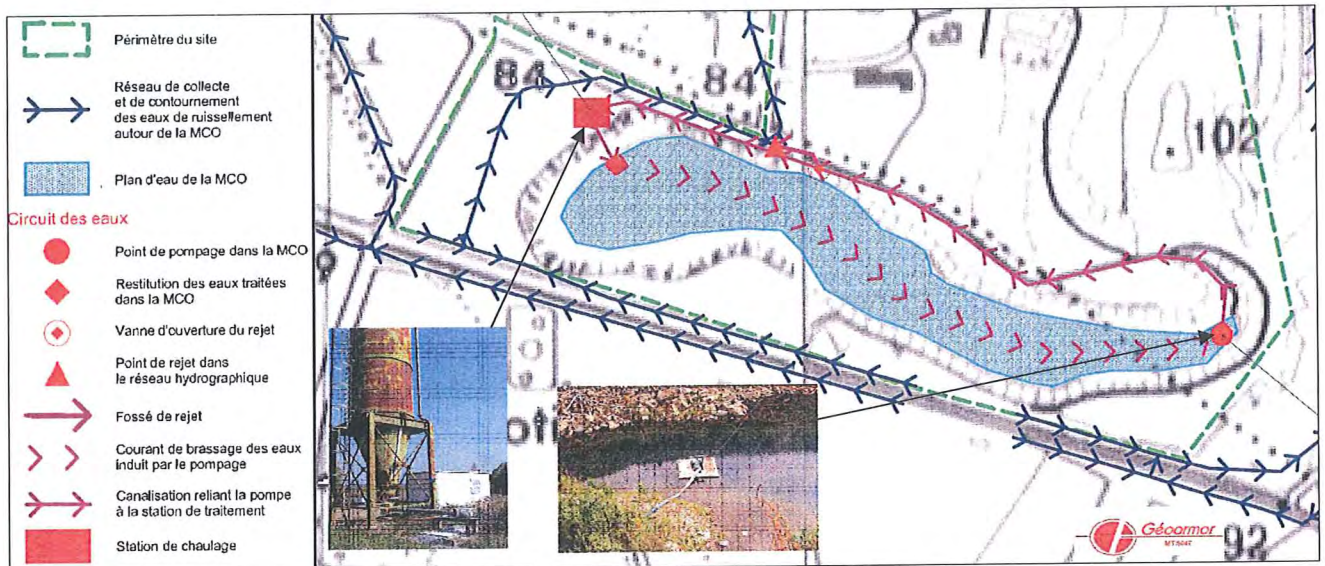 Périmètre du site
Réseau de collecte
et de contournement
des eaux de ruissellement
autour de la MCO
Plan d'eau de la MCO
Circuit des eaux
Point de pompage dans la MCO
Restitution des eaux traitées
dans la MCO
Vanne d'ouverture du rejet
Point de rejet dans
le réseau hydrographique
Fossé de rejet
Courant de brassage des eaux
induit par le pompage
Canalisation reliant la pompe
à la station de traitement
Station de chaulage
84
84
102
Géoarmor